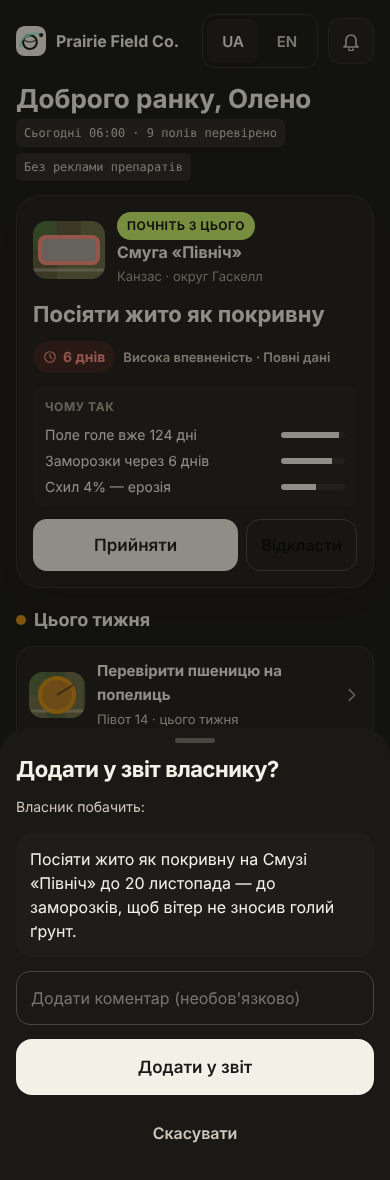 Prairie Field Co.
UA
EN
Доброго ранку, Олено
Сьогодні 06:00 · 9 полів перевірено
Без реклами препаратів
ПОЧНІТЬ З ЦЬОГО
Смуга «Північ»
Канзас · округ Гаскелл
Посіяти жито як покривну
6 днів
Висока впевненість · Повні дані
ЧОМУ ТАК
Поле голе вже 124 дні
Заморозки через 6 днів
Схил 4% — ерозія
Прийняти
Відкласти
Цього тижня
Перевірити пшеницю на
попелиць
Півот 14 · цього тижня
Додати у звіт власнику?
Власник побачить:
Посіяти жито як покривну на Смузі
«Північ» до 20 листопада — до
заморозків, щоб вітер не зносив голий
ґрунт.
Додати коментар (необов'язково)
Додати у звіт
Скасувати